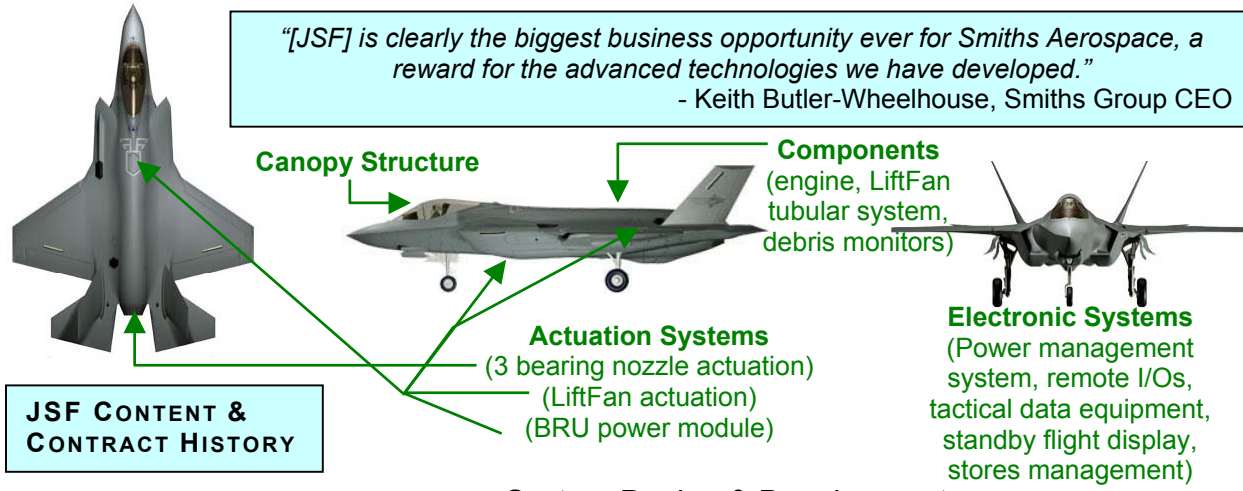 “[JSF] is clearly the biggest business opportunity ever for Smiths Aerospace, a
reward for the advanced technologies we have developed.”
- Keith Butler-Wheelhouse, Smiths Group CEO
Canopy Structure
Components
(engine, LiftFan
tubular system,
debris monitors)
Actuation Systems
(3 bearing nozzle actuation)
(LiftFan actuation)
(BRU power module)
Electronic Systems
(Power management
system, remote I/Os,
tactical data equipment,
standby flight display,
stores management)
JSF CONTENT &
CONTRACT HISTORY